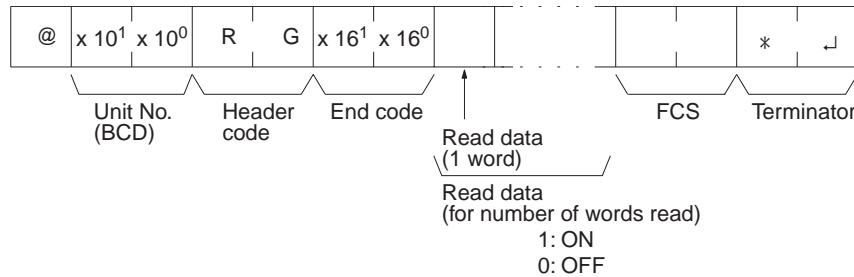 @ x 10¹ x 10⁰ R G x 16¹ x 16⁰ * ↵
Unit No. (BCD)
Header code
End code
Read data (1 word)
FCS
Terminator
Read data
(for number of words read)
1: ON
0: OFF